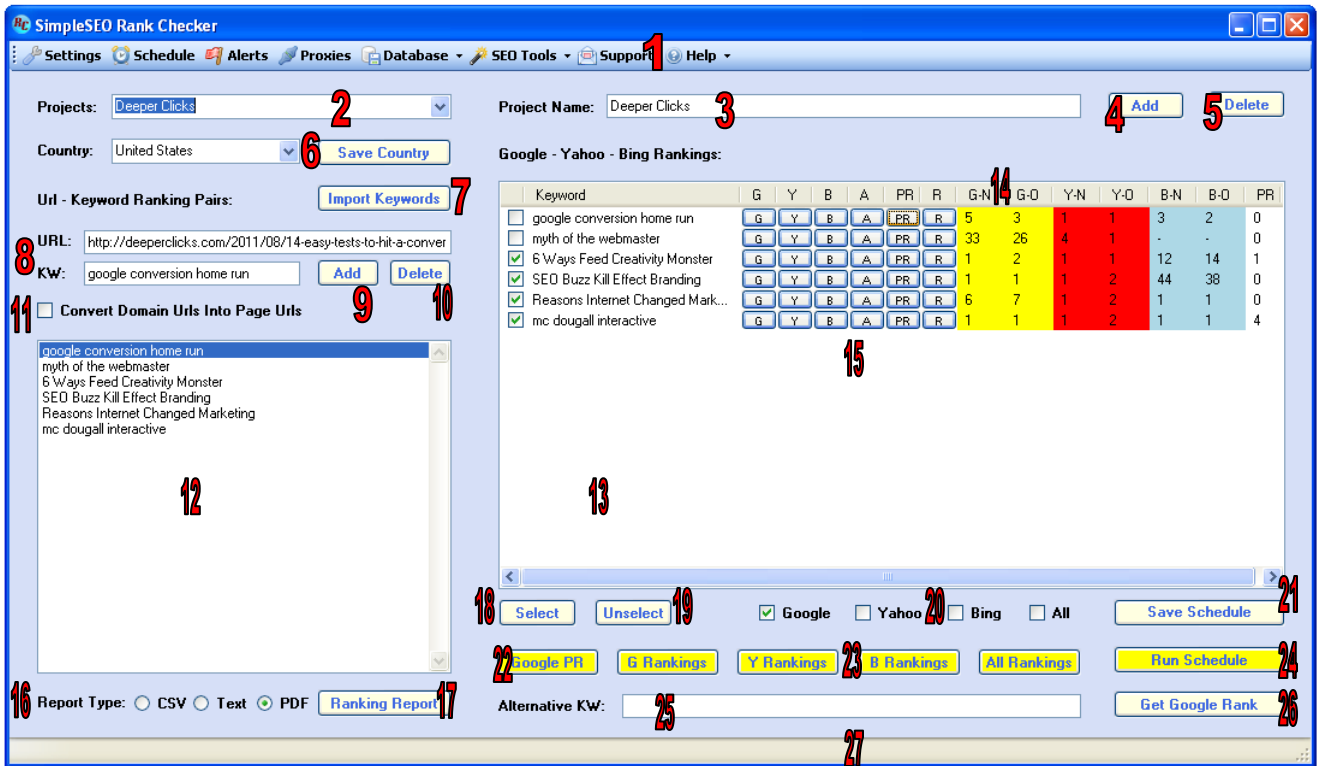 RC SimpleSEO Rank Checker
Settings Schedule Alerts Proxies Database SEO Tools Support Help
1
Projects: Deeper Clicks
2
Project Name: Deeper Clicks
3
Add
4
Delete
5
Country: United States
6
Save Country
Google - Yahoo - Bing Rankings:
Url - Keyword Ranking Pairs:
Import Keywords
7
8
URL: http://deeperclicks.com/2011/08/14-easy-tests-to-hit-a-conver
KW: google conversion home run
Add
Delete
9
10
11
Convert Domain Urls Into Page Urls
google conversion home run
myth of the webmaster
6 Ways Feed Creativity Monster
SEO Buzz Kill Effect Branding
Reasons Internet Changed Marketing
mc dougall interactive
12
14
Keyword G Y B A PR R G-N G-O Y-N Y-O B-N B-O PR
google conversion home run G Y B A PR R 5 3 1 1 3 2 0
myth of the webmaster G Y B A PR R 33 26 4 1 - - 0
6 Ways Feed Creativity Monster G Y B A PR R 1 2 1 1 12 14 1
SEO Buzz Kill Effect Branding G Y B A PR R 1 1 1 2 44 38 0
Reasons Internet Changed Mark... G Y B A PR R 6 7 1 2 1 1 0
mc dougall interactive G Y B A PR R 1 1 1 2 1 1 4
15
13
18
Select
Unselect
19
Google Yahoo Bing All
20
Save Schedule
21
22
Google PR
G Rankings
Y Rankings
23
B Rankings
All Rankings
Run Schedule
24
16
Report Type: CSV Text PDF
Ranking Report
17
Alternative KW:
25
Get Google Rank
26
27